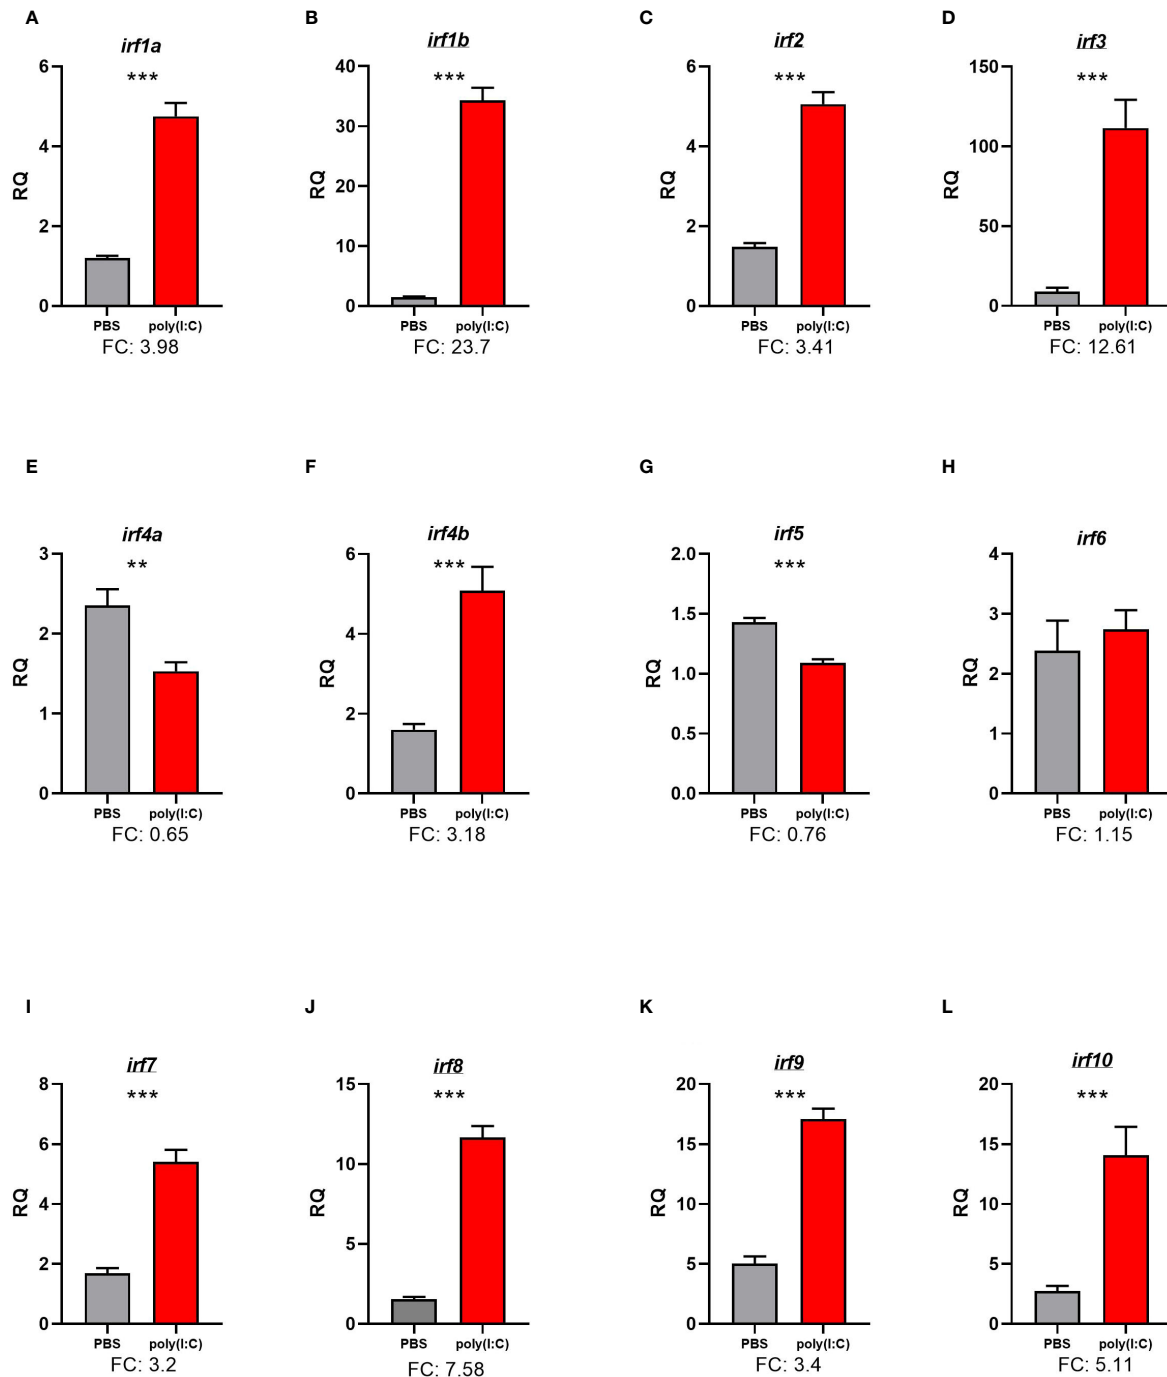 A
irf1a
***
6
4
2
0
RQ
PBS poly(I:C)
FC: 3.98
B
irf1b
***
40
30
20
10
0
RQ
PBS poly(I:C)
FC: 23.7
C
irf2
***
6
4
2
0
RQ
PBS poly(I:C)
FC: 3.41
D
irf3
***
150
100
50
0
RQ
PBS poly(I:C)
FC: 12.61
E
irf4a
**
3
2
1
0
RQ
PBS poly(I:C)
FC: 0.65
F
irf4b
***
6
4
2
0
RQ
PBS poly(I:C)
FC: 3.18
G
irf5
***
2.0
1.5
1.0
0.5
0.0
RQ
PBS poly(I:C)
FC: 0.76
H
irf6
4
3
2
1
0
RQ
PBS poly(I:C)
FC: 1.15
I
irf7
***
8
6
4
2
0
RQ
PBS poly(I:C)
FC: 3.2
J
irf8
***
15
10
5
0
RQ
PBS poly(I:C)
FC: 7.58
K
irf9
***
20
15
10
5
0
RQ
PBS poly(I:C)
FC: 3.4
L
irf10
***
20
15
10
5
0
RQ
PBS poly(I:C)
FC: 5.11